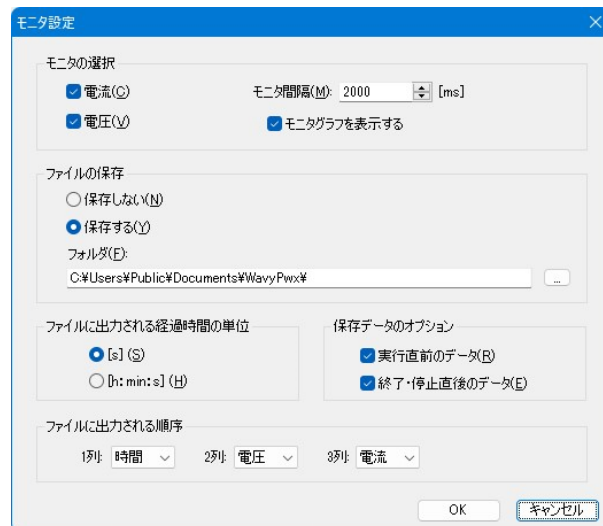 モニタ設定
モニタの選択
電流(C)
モニタ間隔(M): 2000 [ms]
電圧(V)
モニタグラフを表示する
ファイルの保存
保存しない(N)
保存する(Y)
フォルダ(F):
C:¥Users¥Public¥Documents¥WavyPwx¥
...
ファイルに出力される経過時間の単位
[s] (S)
[h:min:s] (H)
保存データのオプション
実行直前のデータ(R)
終了・停止直後のデータ(E)
ファイルに出力される順序
1列: 時間 2列: 電圧 3列: 電流
OK キャンセル